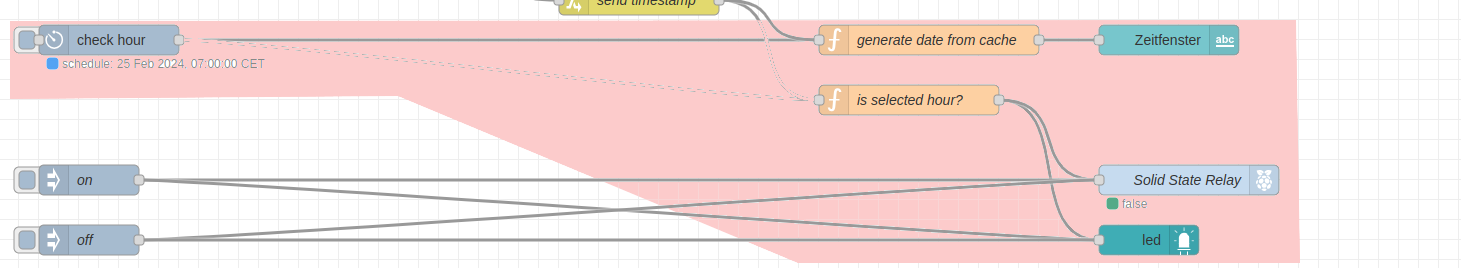 send timestamp
check hour
generate date from cache
Zeitfenster
abc
schedule: 25 Feb 2024, 07:00:00 CET
is selected hour?
on
Solid State Relay
false
off
led